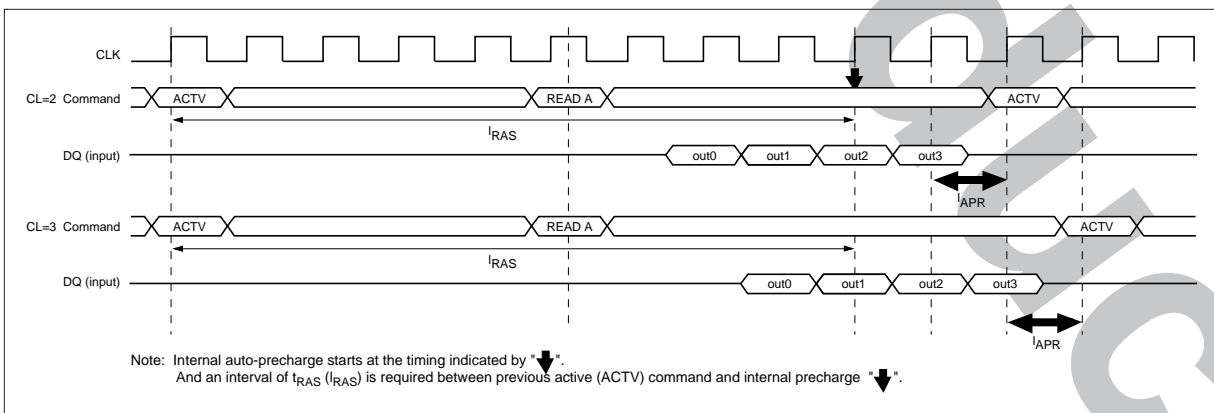 CLK
CL=2 Command
ACTV
READ A
ACTV
lRAS
DQ (input)
out0
out1
out2
out3
lAPR
CL=3 Command
ACTV
READ A
ACTV
lRAS
DQ (input)
out0
out1
out2
out3
lAPR
Note: Internal auto-precharge starts at the timing indicated by " ".
And an interval of tRAS (lRAS) is required between previous active (ACTV) command and internal precharge " ".
duc